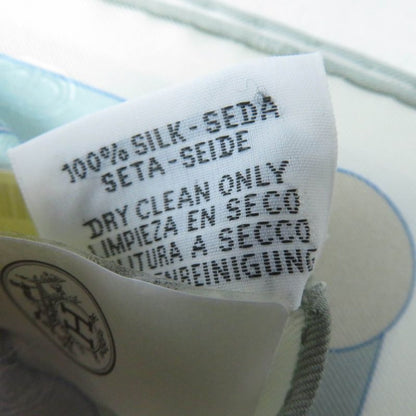 100% SILK-SEDA
SETA-SEIDE
DRY CLEAN ONLY
LIMPIEZA EN SECO
A SECCO